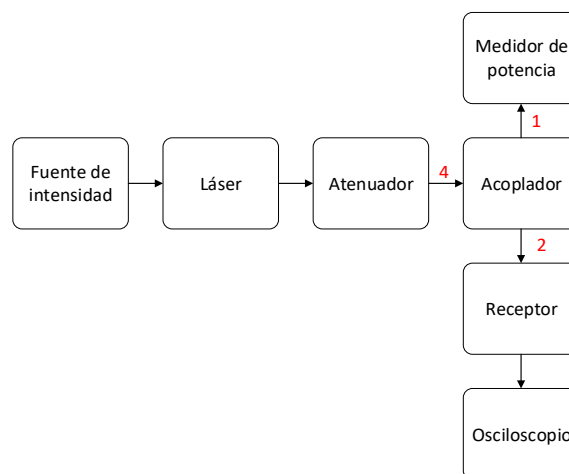 Medidor de
potencia
1
Fuente de
intensidad
Láser
Atenuador
4
Acoplador
2
Receptor
Osciloscopio